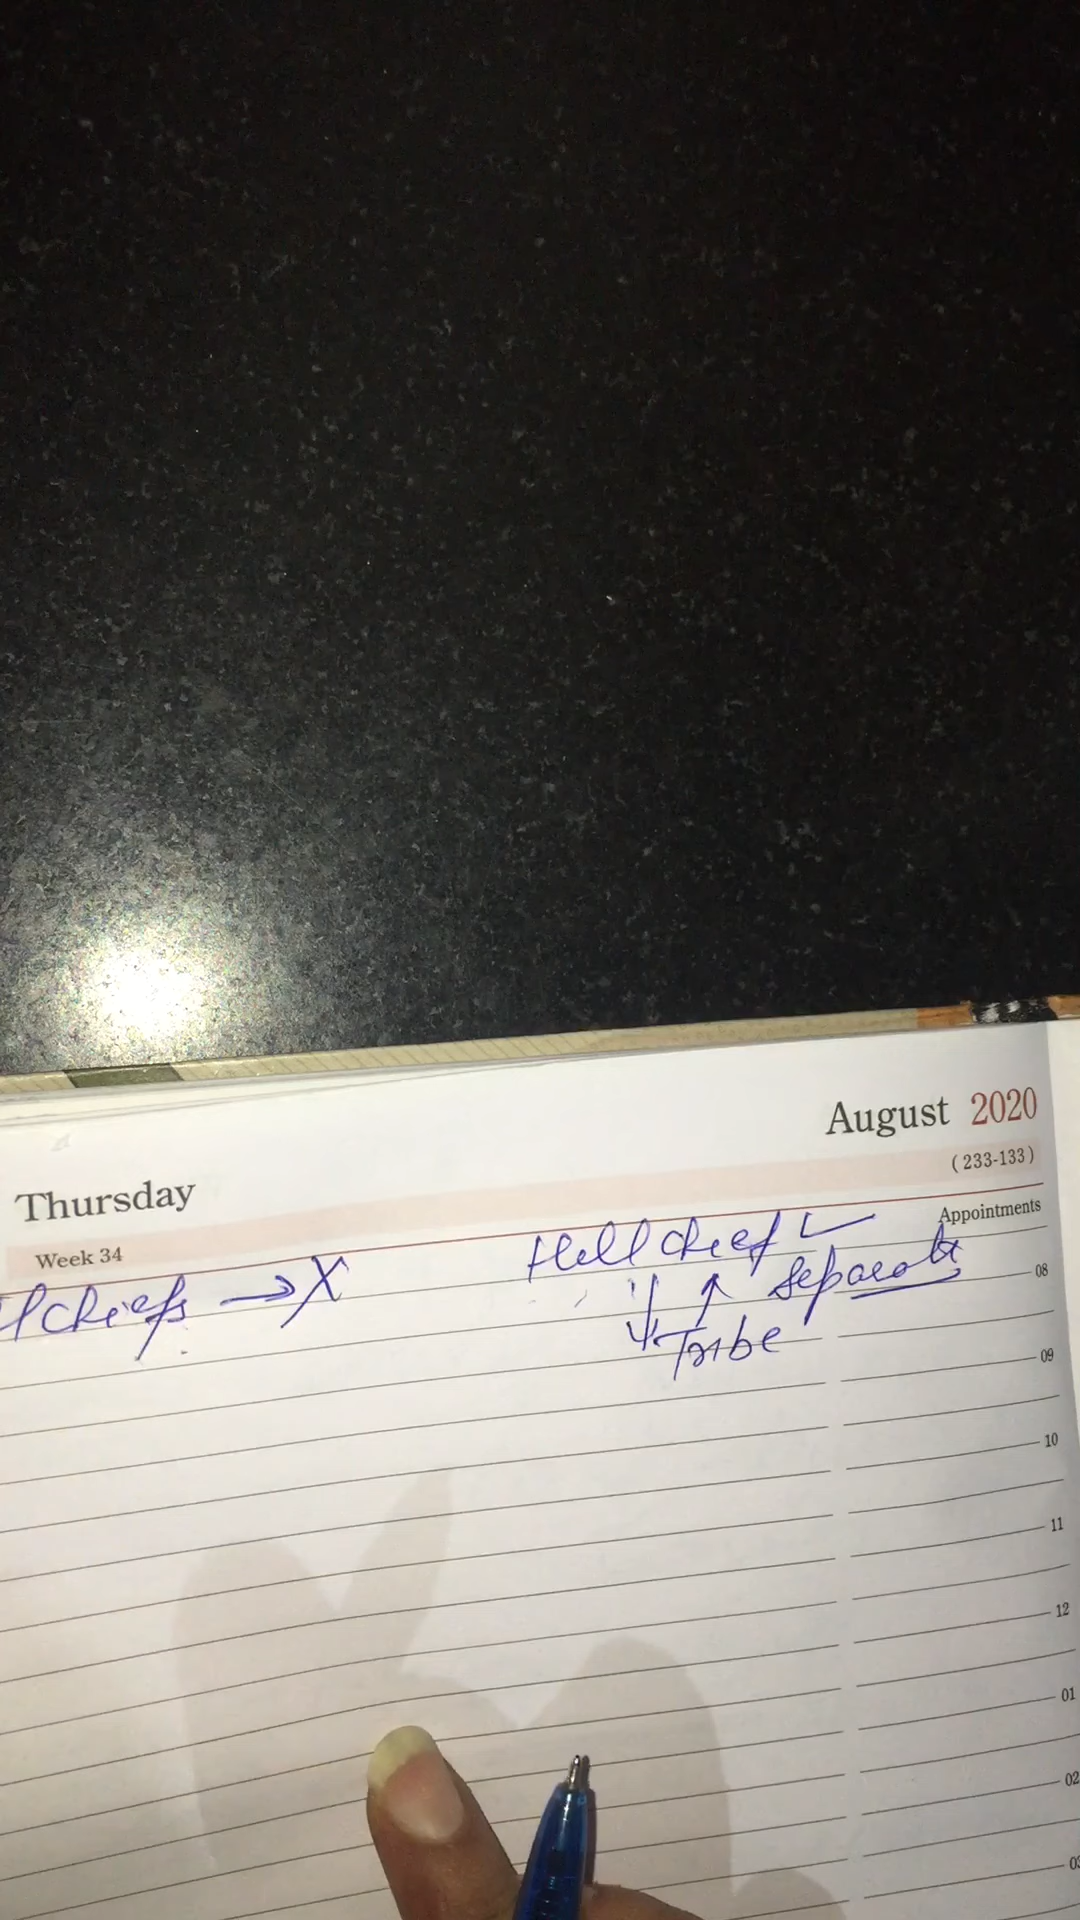 August 2020
(233-133)
Thursday
Appointments
Week 34
chiefs → X
Hill chief ✓
Separate
08
↓ ↑
Tribe
09
10
11
12
01
02
03